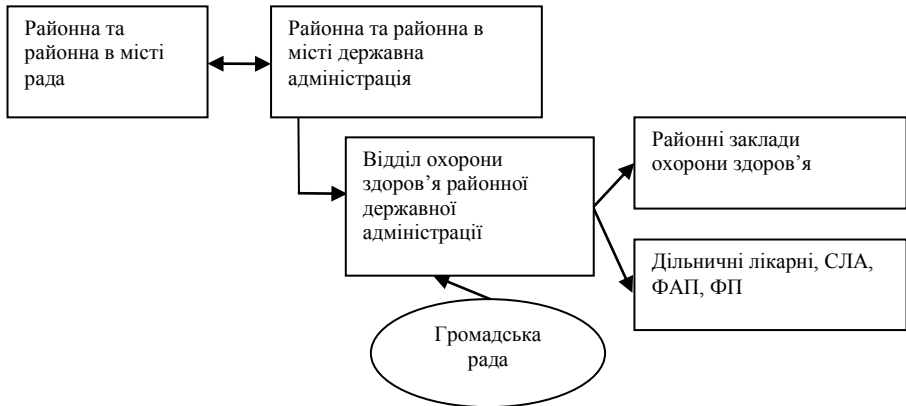 Районна та
районна в місті
рада
Районна та районна в
місті державна
адміністрація
Відділ охорони
здоров’я районної
державної
адміністрації
Районні заклади
охорони здоров’я
Дільничні лікарні, СЛА,
ФАП, ФП
Громадська
рада